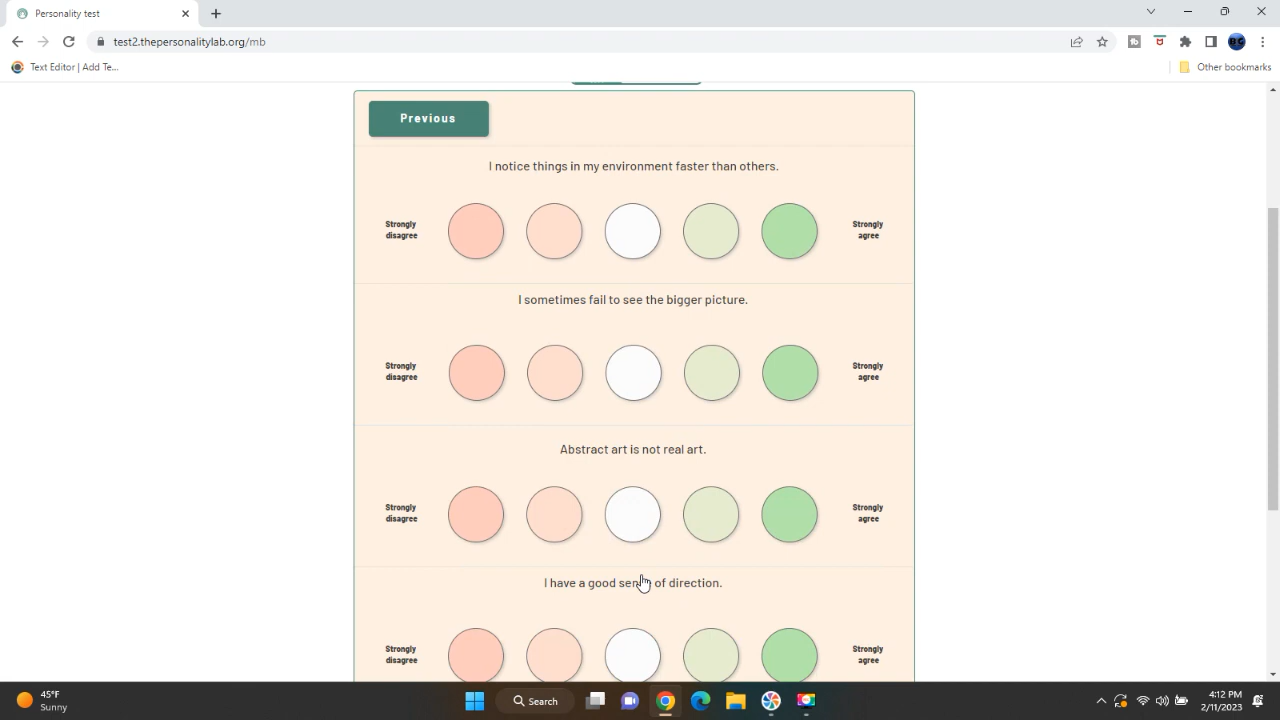 Personality test
test2.thepersonalitylab.org/mb
Text Editor | Add Te...
Other bookmarks
Previous
I notice things in my environment faster than others.
Strongly
disagree
Strongly
agree
I sometimes fail to see the bigger picture.
Strongly
disagree
Strongly
agree
Abstract art is not real art.
Strongly
disagree
Strongly
agree
I have a good sense of direction.
Strongly
disagree
Strongly
agree
45°F
Sunny
Search
4:12 PM
2/11/2023